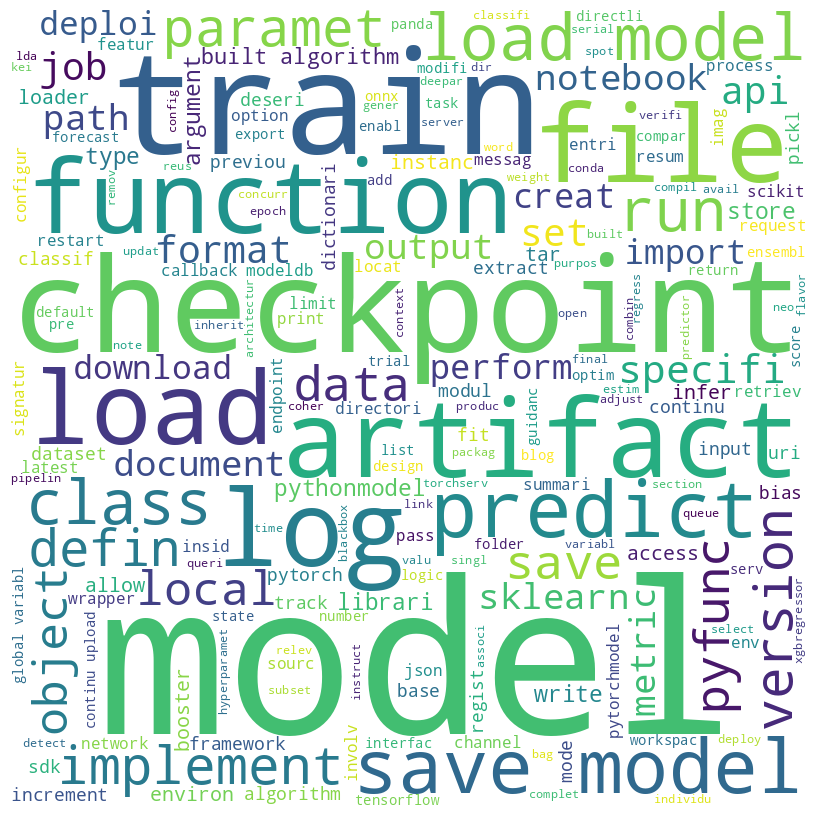 classifi
panda
serial
directli
deploi
paramet
load model
featur
spot
lda
kei
job
built algorithm
modifi
dir
deepar
gener
task
server
notebook
process
api
loader
config
train
argument
deseri
option
export
onnx
enabl
word
conda
verifi
compar
imag
pickl
path
forecast
type
previou
instanc
messag
file
entri
resum
configur
remov
reus
function
concurr
epoch
dictionari
add
weight
creat
compil
avail
built
run
scikit
store
request
restart
updat
format
output
set
import
ensembl
classif
callback
modeldb
locat
tar
extract
purpos
return
default
pre
note
inherit
architectur
checkpoint
print
limit
context
open
combin
regress
predictor
neo
score
flavor
signatur
download
load
data
trial
perform
final
optim
specifi
coher
directori
endpoint
modul
produc
estim
adjust
guidanc
infer
continu
retriev
dataset
latest
document
artifact
list
fit
design
packag
blog
input
uri
pipelin
class
log
pythonmodel
torchserv
link
summari
section
queue
predict
bias
defin
insid
queri
time
blackbox
pass
valu
singl
folder
variabl
access
pyfunc
version
object
global variabl
allow
wrapper
local
pytorch
logic
save
serv
continu upload
state
track
number
librari
sklearn
metric
env
select
xgbregressor
model
relev
sourc
subset
hyperparamet
instruct
json
base
regist
associ
write
pytorchmodel
detect
network
booster
framework
interfac
channel
mode
workspac
deploy
sdk
implement
involv
save model
bag
increment
environ
algorithm
tensorflow
complet
individu